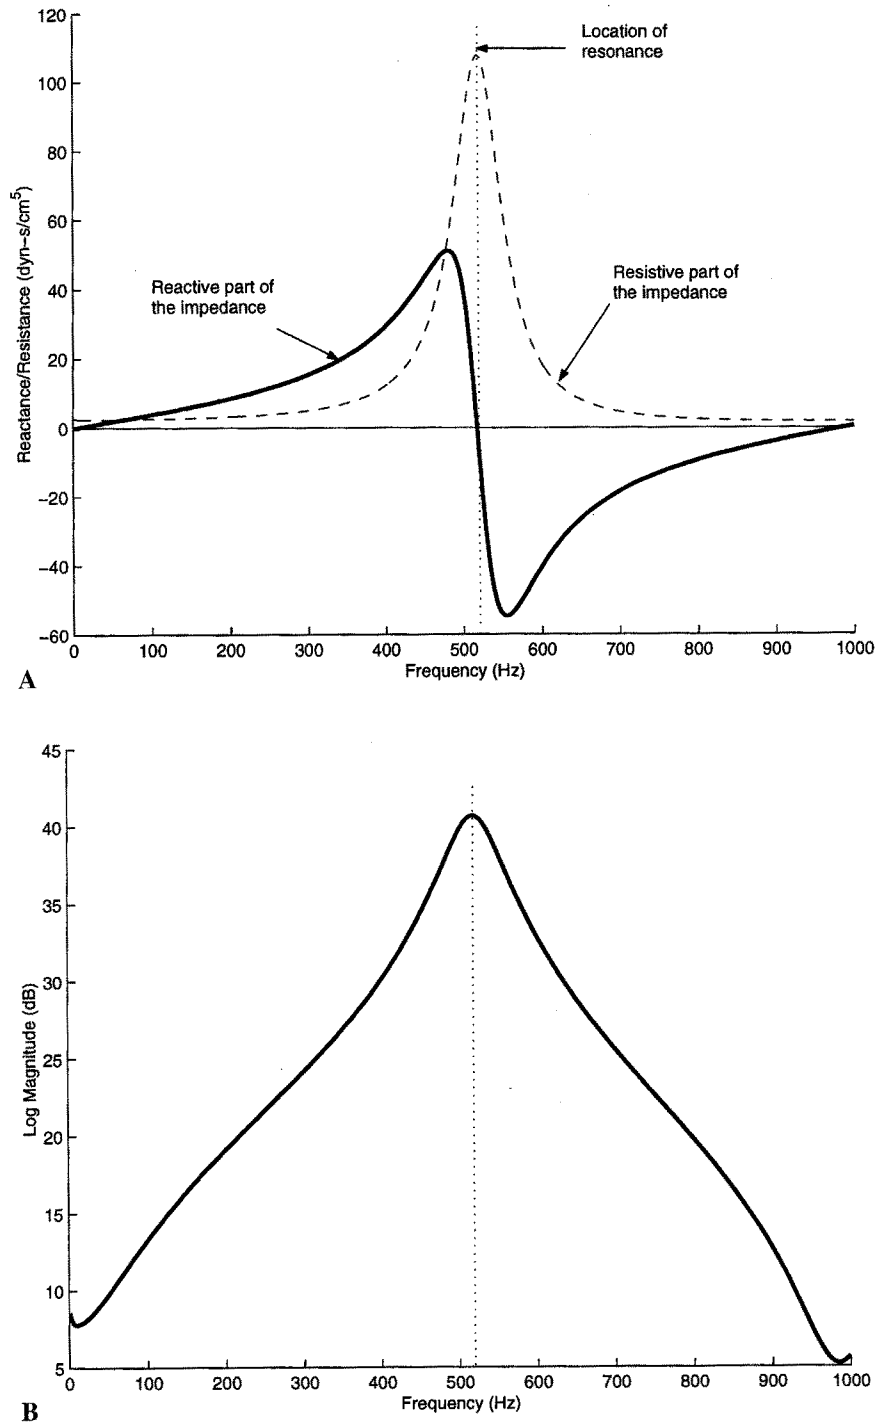 120
100
80
60
40
20
0
−20
−40
−60
Reactance/Resistance (dyn−s/cm5)
Location of
resonance
Reactive part of
the impedance
Resistive part of
the impedance
0 100 200 300 400 500 600 700 800 900 1000
Frequency (Hz)
A
45
40
35
30
25
20
15
10
5
Log Magnitude (dB)
0 100 200 300 400 500 600 700 800 900 1000
Frequency (Hz)
B